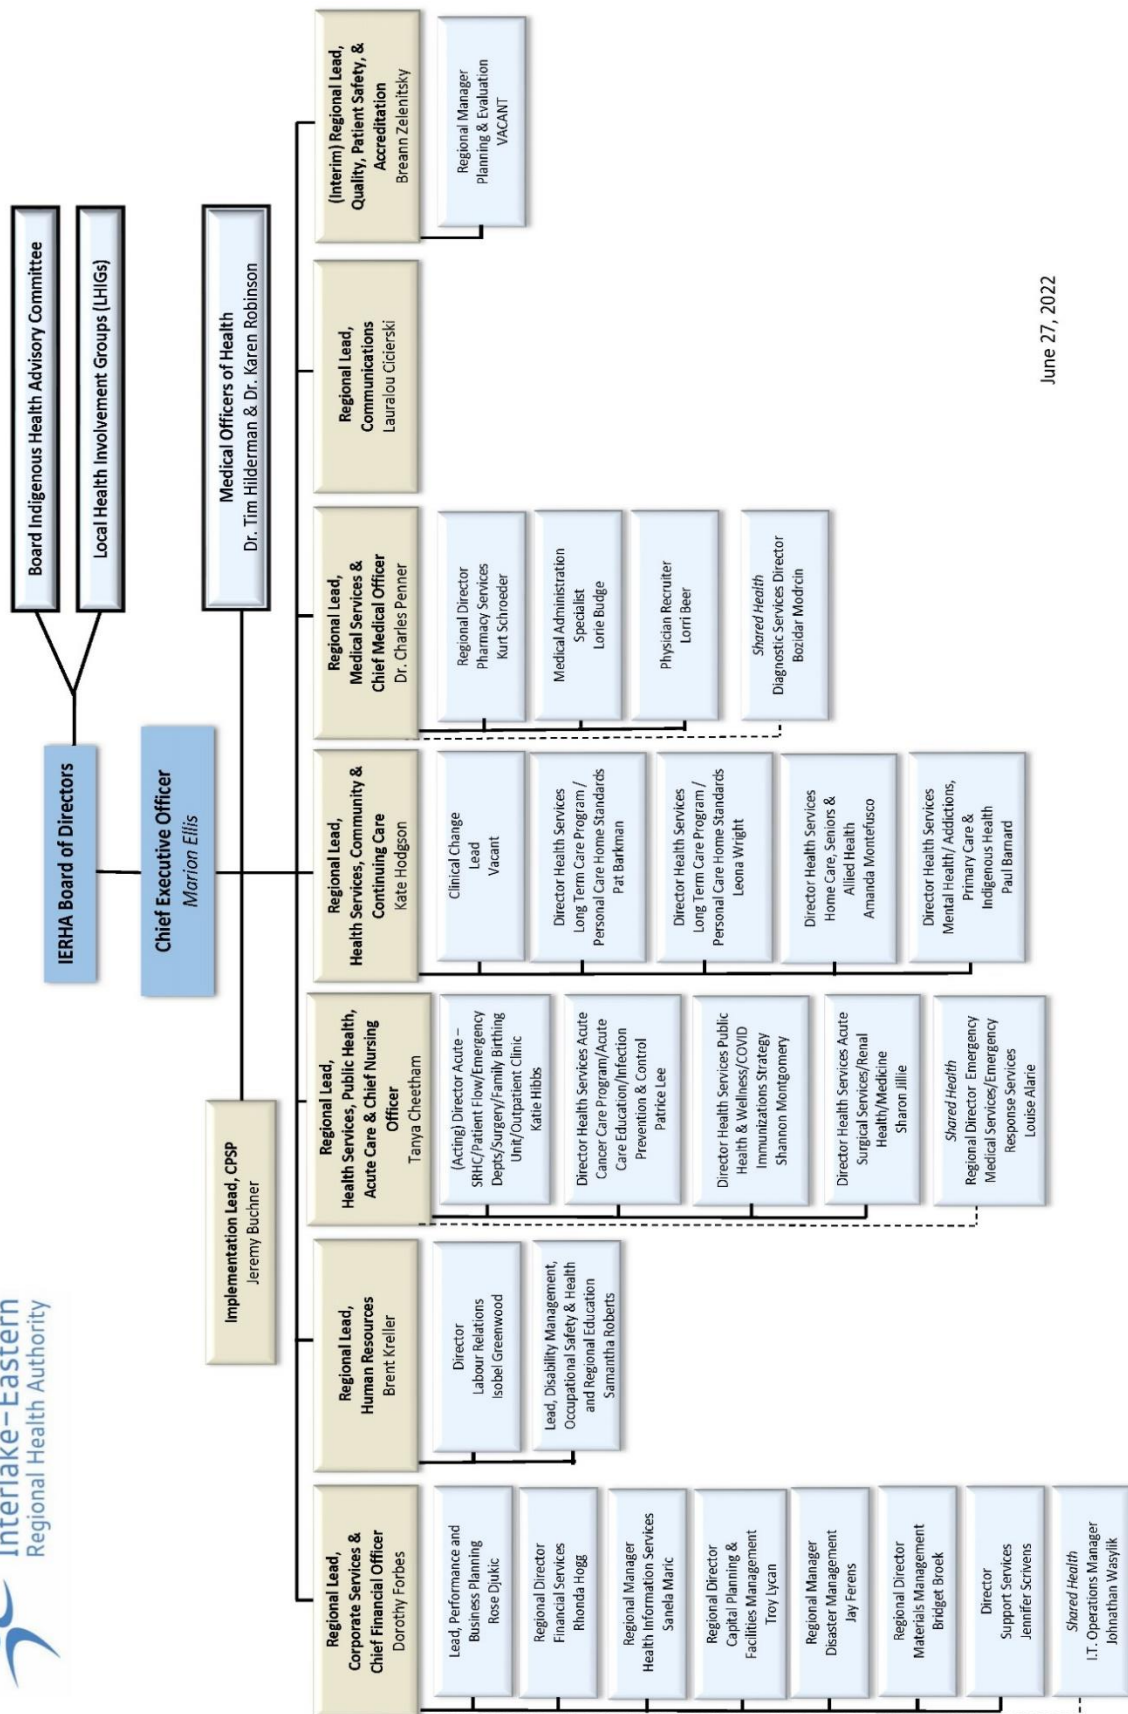 Interlake-Eastern
Regional Health Authority
IERHA Board of Directors
Board Indigenous Health Advisory Committee
Local Health Involvement Groups (LHIGs)
Chief Executive Officer
Marion Ellis
Implementation Lead, CPSP
Jeremy Buchner
Medical Officers of Health
Dr. Tim Hilderman & Dr. Karen Robinson
Regional Lead,
Corporate Services &
Chief Financial Officer
Dorothy Forbes
Lead, Performance and
Business Planning
Rose Djukic
Regional Director
Financial Services
Rhonda Hogg
Regional Manager
Health Information Services
Sanela Maric
Regional Director
Capital Planning &
Facilities Management
Troy Lycan
Regional Manager
Disaster Management
Jay Ferens
Regional Director
Materials Management
Bridget Broek
Director
Support Services
Jennifer Scrivens
Shared Health
I.T. Operations Manager
Johnathan Wasylik
Regional Lead,
Human Resources
Brent Kreller
Director
Labour Relations
Isobel Greenwood
Lead, Disability Management,
Occupational Safety & Health
and Regional Education
Samantha Roberts
Regional Lead,
Health Services, Public Health,
Acute Care & Chief Nursing
Officer
Tanya Cheetham
(Acting) Director Acute –
SRHC/Patient Flow/Emergency
Depts/Surgery/Family Birthing
Unit/Outpatient Clinic
Katie Hibbs
Director Health Services Acute
Cancer Care Program/Acute
Care Education/Infection
Prevention & Control
Patrice Lee
Director Health Services Public
Health & Wellness/COVID
Immunizations Strategy
Shannon Montgomery
Director Health Services Acute
Surgical Services/Renal
Health/Medicine
Sharon Jillie
Shared Health
Regional Director Emergency
Medical Services/Emergency
Response Services
Louise Alarie
Regional Lead,
Health Services, Community &
Continuing Care
Kate Hodgson
Clinical Change
Lead
Vacant
Director Health Services
Long Term Care Program /
Personal Care Home Standards
Pat Barkman
Director Health Services
Long Term Care Program /
Personal Care Home Standards
Leona Wright
Director Health Services
Home Care, Seniors &
Allied Health
Amanda Montefusco
Director Health Services
Mental Health/ Addictions,
Primary Care &
Indigenous Health
Paul Barnard
Regional Lead,
Medical Services &
Chief Medical Officer
Dr. Charles Penner
Regional Director
Pharmacy Services
Kurt Schroeder
Medical Administration
Specialist
Lorie Budge
Physician Recruiter
Lorri Beer
Shared Health
Diagnostic Services Director
Bozidar Modrcin
Regional Lead,
Communications
Lauralou Cicierski
(Interim) Regional Lead,
Quality, Patient Safety, &
Accreditation
Breann Zelenitsky
Regional Manager
Planning & Evaluation
VACANT
June 27, 2022